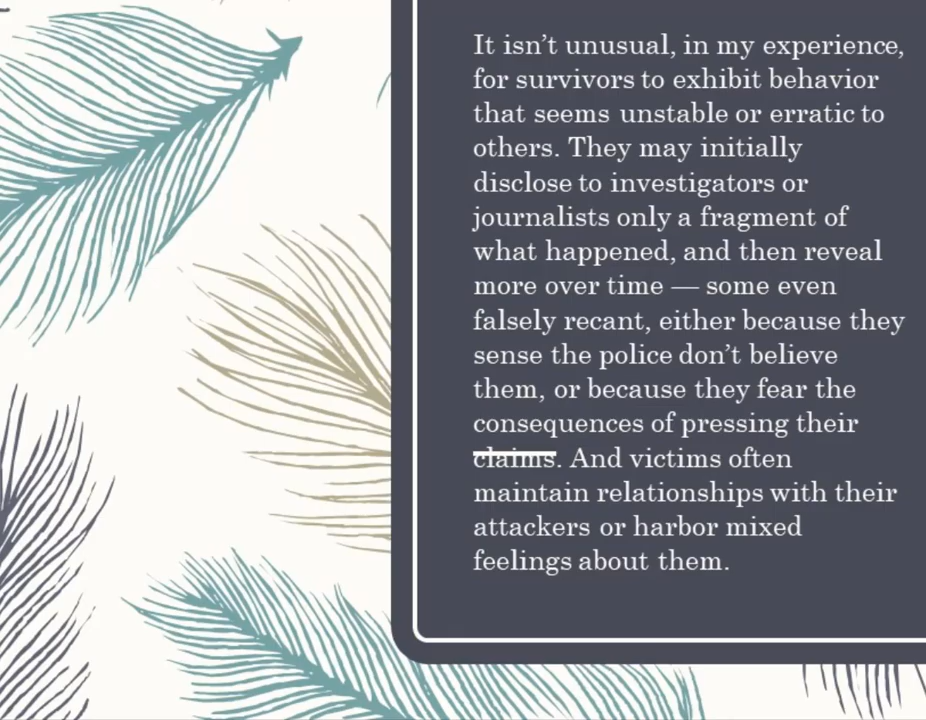 It isn’t unusual, in my experience,
for survivors to exhibit behavior
that seems unstable or erratic to
others. They may initially
disclose to investigators or
journalists only a fragment of
what happened, and then reveal
more over time — some even
falsely recant, either because they
sense the police don’t believe
them, or because they fear the
consequences of pressing their
claims. And victims often
maintain relationships with their
attackers or harbor mixed
feelings about them.